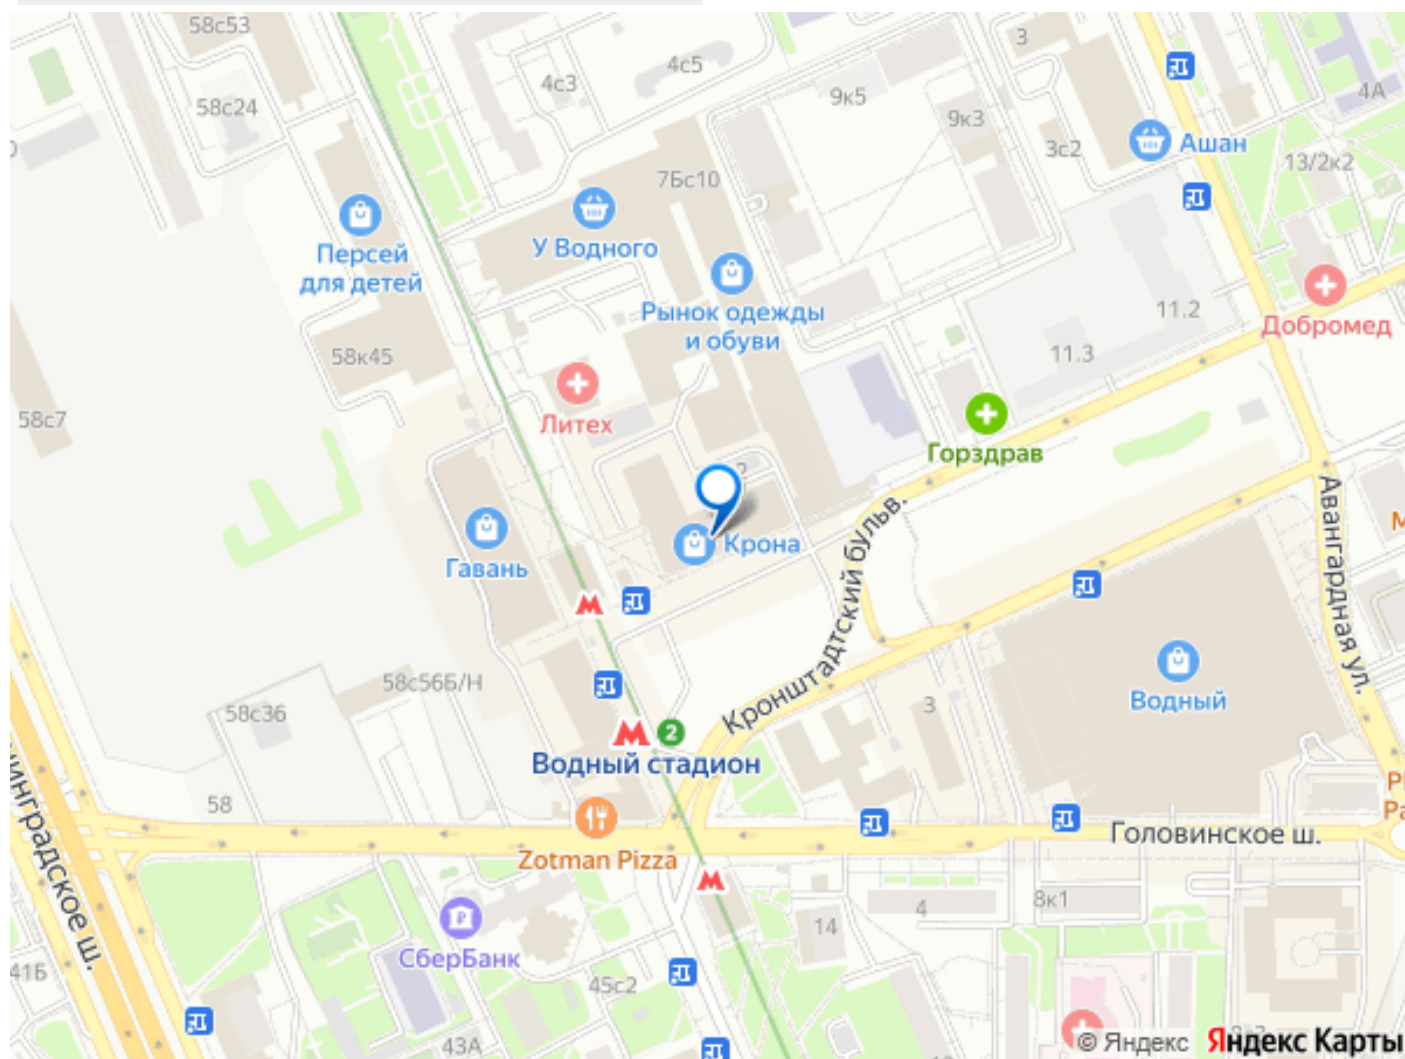 58с53
3
4с5
4с3
9к5
4А
58с24
9к3
Ашан
3с2
13/2к2
7Бс10
Персей
для детей
У Водного
Рынок одежды
и обуви
11.2
Добромед
58к45
11.3
58с7
Литех
Горздрав
Крона
Гавань
Кронштадтский бульв.
Авангардная ул.
58с56Б/Н
58с36
3
Водный
2
Водный стадион
58
Zotman Pizza
Головинское ш.
8к1
4
14
СберБанк
41Б
45с2
43А
© Яндекс Яндекс Карты